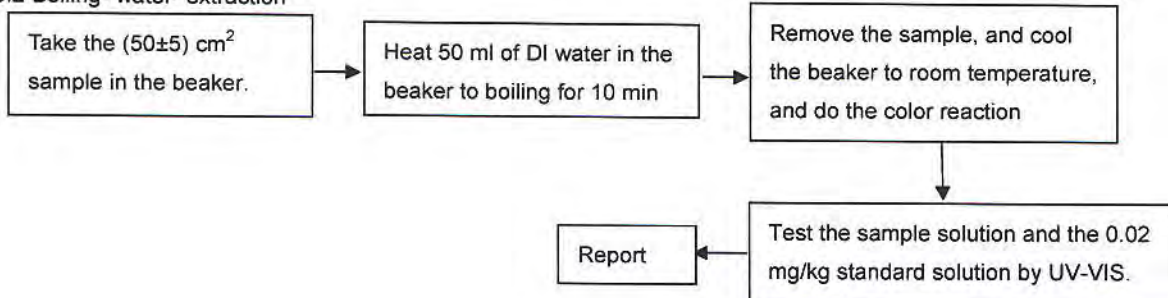 Boiling water extraction
Take the (50±5) cm²
sample in the beaker.
Heat 50 ml of DI water in the
beaker to boiling for 10 min
Remove the sample, and cool
the beaker to room temperature,
and do the color reaction
Test the sample solution and the 0.02
mg/kg standard solution by UV-VIS.
Report